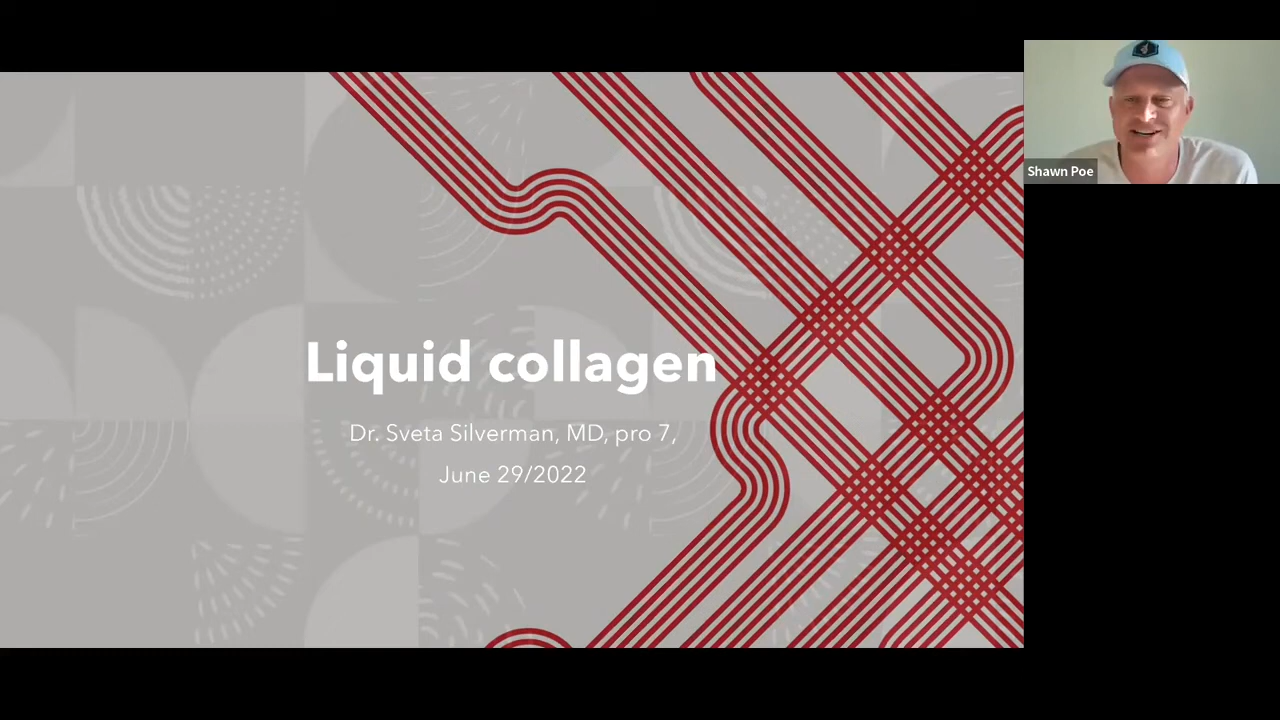 Shawn Poe
Liquid collagen
Dr. Sveta Silverman, MD, pro 7,
June 29/2022